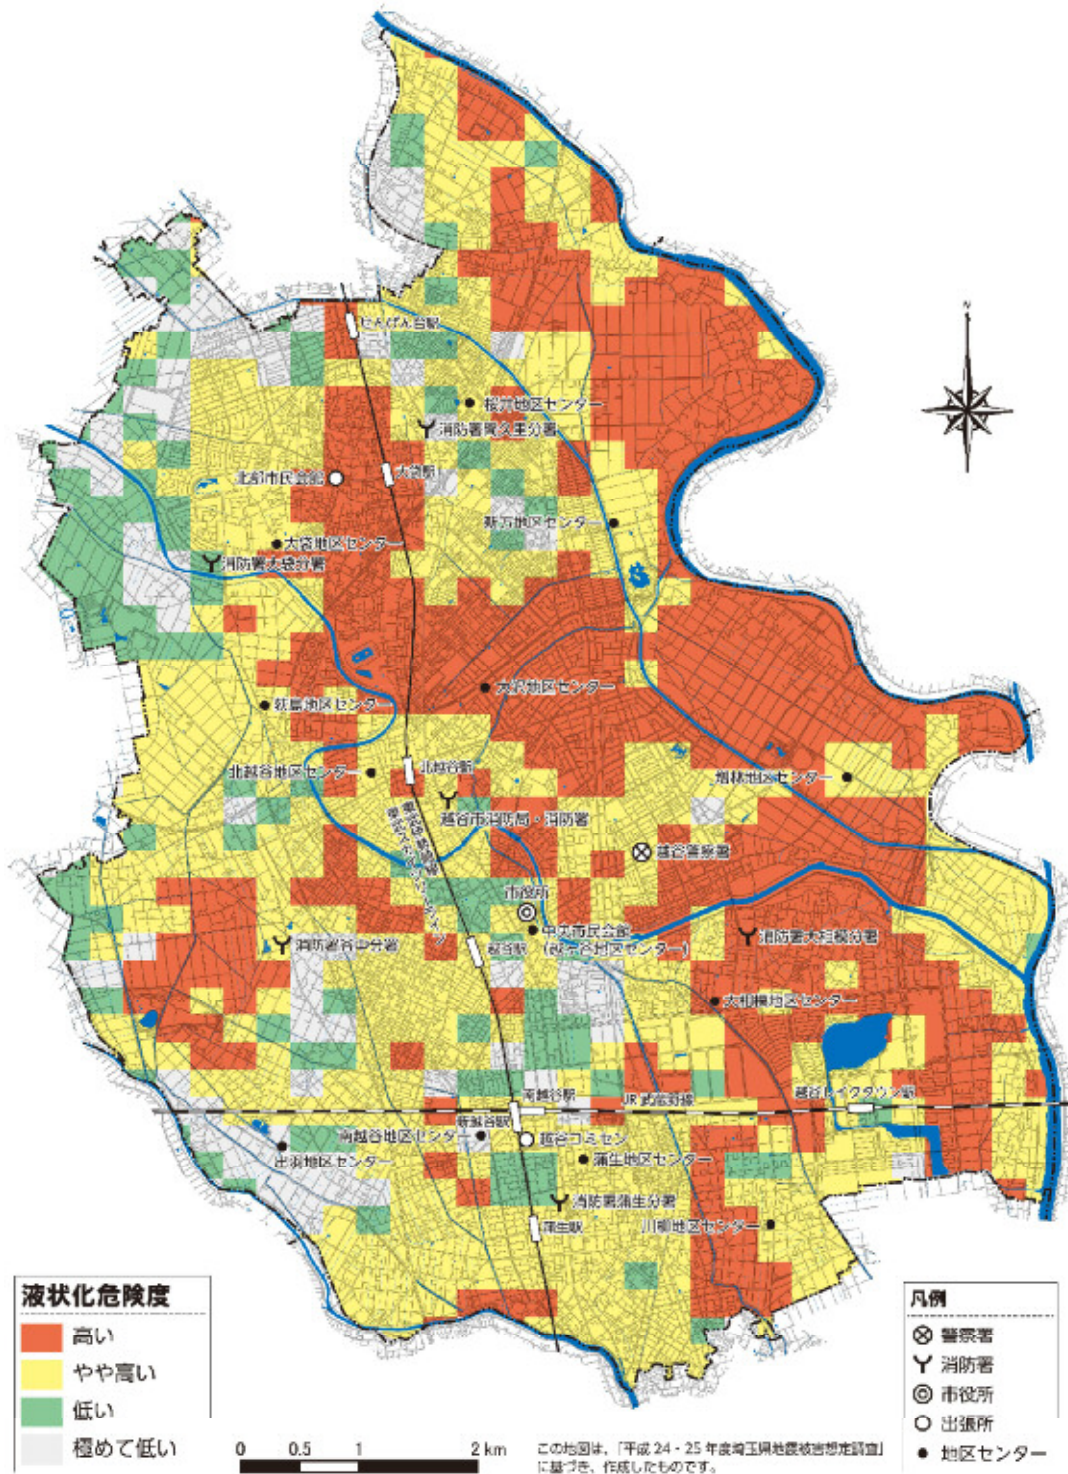 N
せんげん台駅
桜井地区センター
消防署間久里分署
北部市民会館
大袋駅
新方地区センター
大袋地区センター
消防署大袋分署
大沢地区センター
荻島地区センター
北越谷地区センター
北越谷駅
増林地区センター
越谷市消防局・消防署
越谷警察署
市役所
中央市民会館
(越ヶ谷地区センター)
越谷駅
消防署谷中分署
消防署大相模分署
大相模地区センター
南越谷駅
JR武蔵野線
越谷レイクタウン駅
新越谷駅
南越谷地区センター
越谷コミセン
出羽地区センター
蒲生地区センター
消防署蒲生分署
蒲生駅
川柳地区センター
液状化危険度
高い
やや高い
低い
極めて低い
凡例
警察署
消防署
市役所
出張所
地区センター
0 0.5 1 2 km
この地図は、「平成 24・25 年度埼玉県地震被害想定調査」
に基づき、作成したものです。